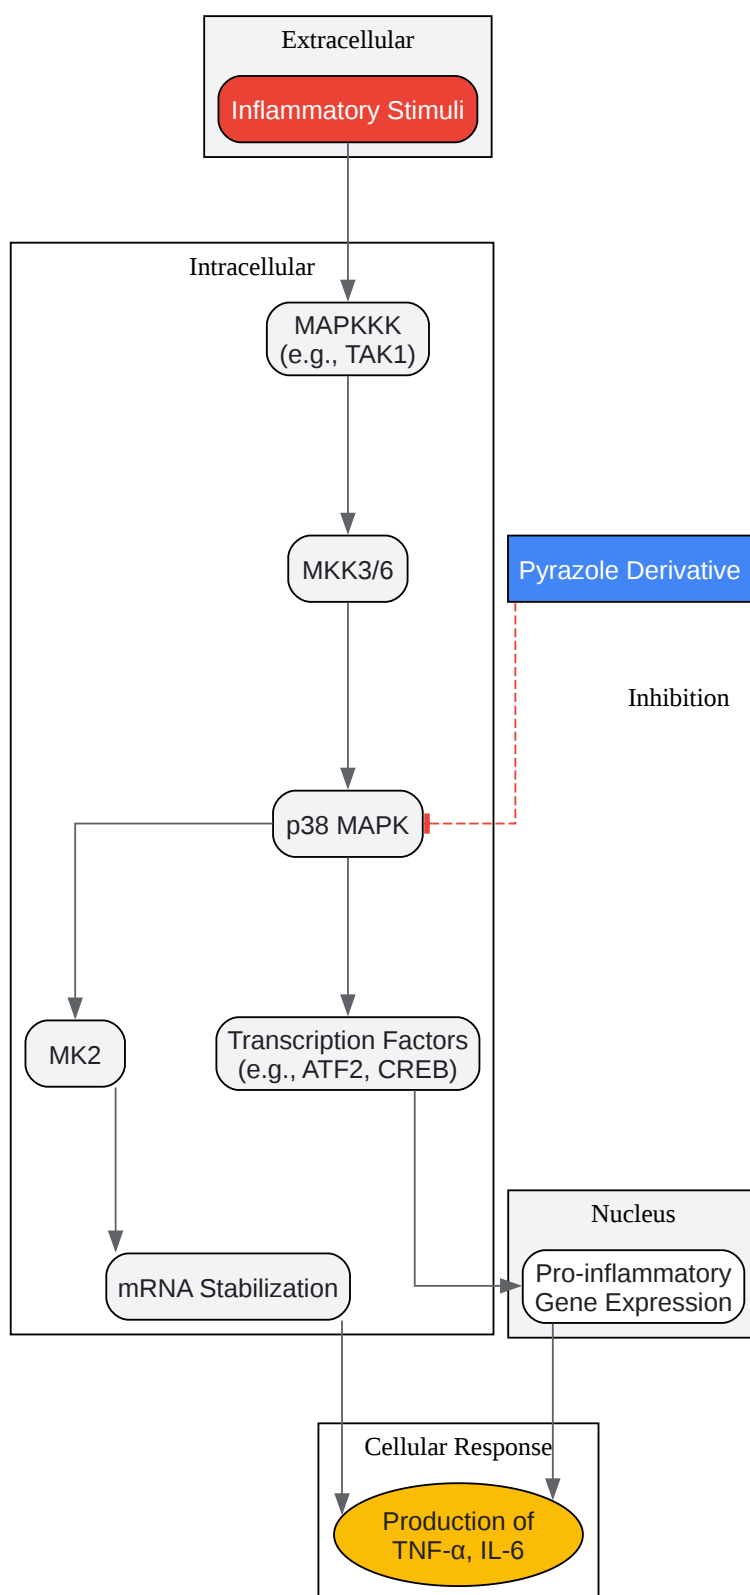 Extracellular
Inflammatory Stimuli
Intracellular
MAPKKK
(e.g., TAK1)
MKK3/6
Pyrazole Derivative
Inhibition
p38 MAPK
MK2
Transcription Factors
(e.g., ATF2, CREB)
Nucleus
mRNA Stabilization
Pro-inflammatory
Gene Expression
Cellular Response
Production of
TNF-α, IL-6